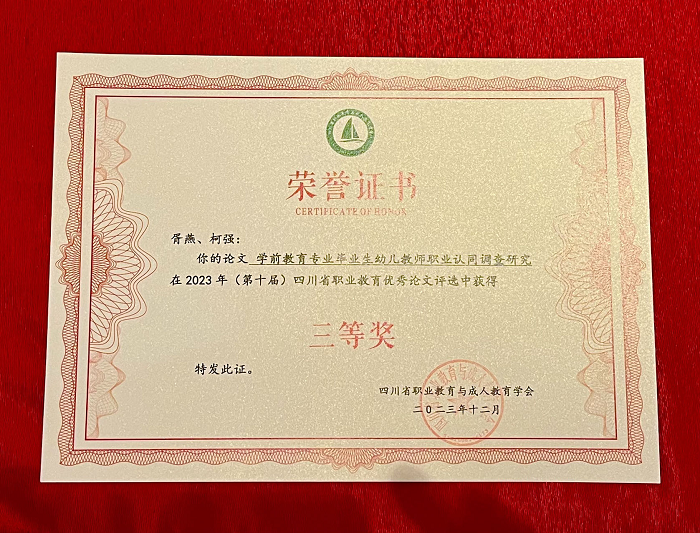 荣誉证书
CERTIFICATE OF HONOR
胥燕、柯强：
你的论文 学前教育专业毕业生幼儿教师职业认同调查研究
在 2023 年（第十届）四川省职业教育优秀论文评选中获得
三等奖
特发此证。
四川省职业教育与成人教育学会
二〇二三年十二月